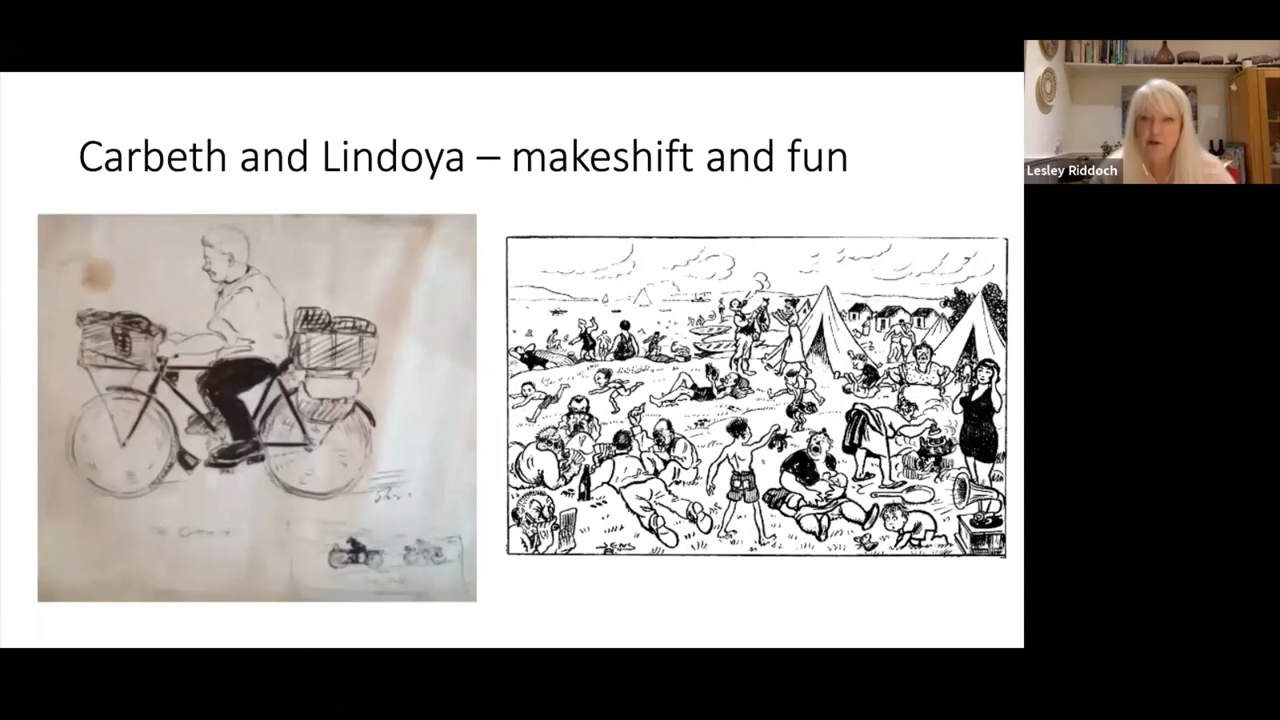 Carbeth and Lindoya – makeshift and fun
Lesley Riddoch